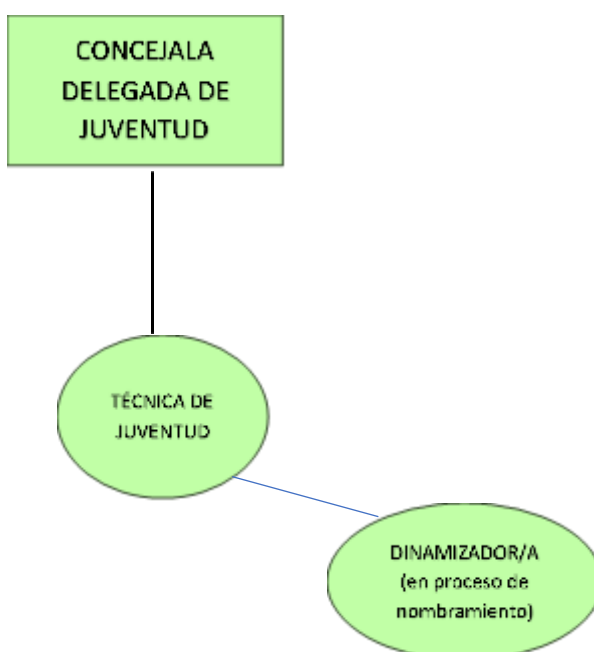 CONCEJALA
DELEGADA DE
JUVENTUD
TÉCNICA DE
JUVENTUD
DINAMIZADOR/A
(en proceso de
nombramiento)